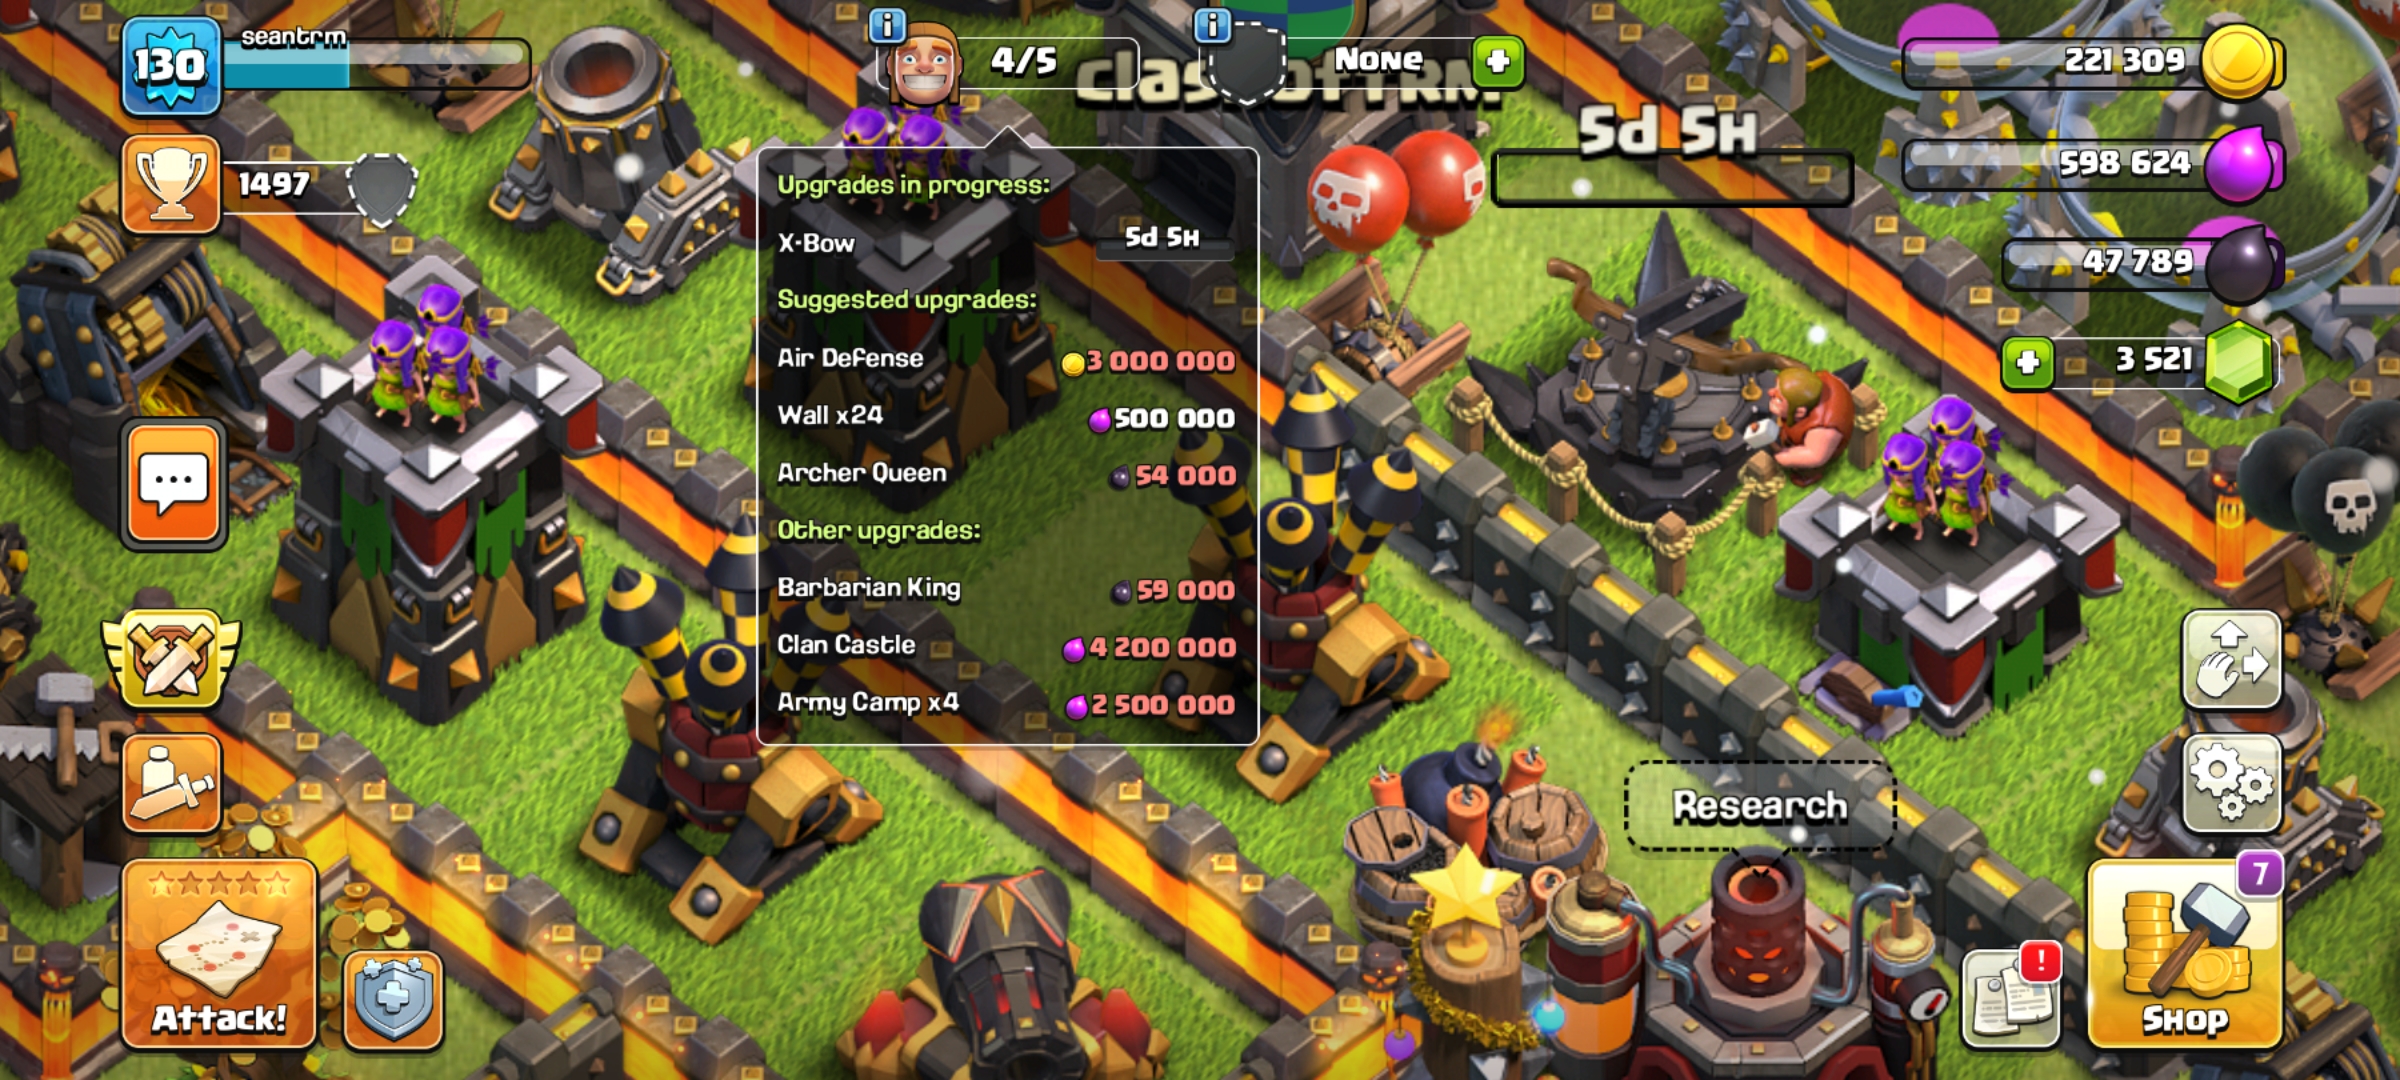 130
seantrm
4/5
None
221 309
1497
5d 5H
598 624
47 789
3 521
Upgrades in progress:
X-Bow 5d 5H
Suggested upgrades:
Air Defense 3 000 000
Wall x24 500 000
Archer Queen 54 000
Other upgrades:
Barbarian King 59 000
Clan Castle 4 200 000
Army Camp x4 2 500 000
Research
7
!
Attack!
Shop